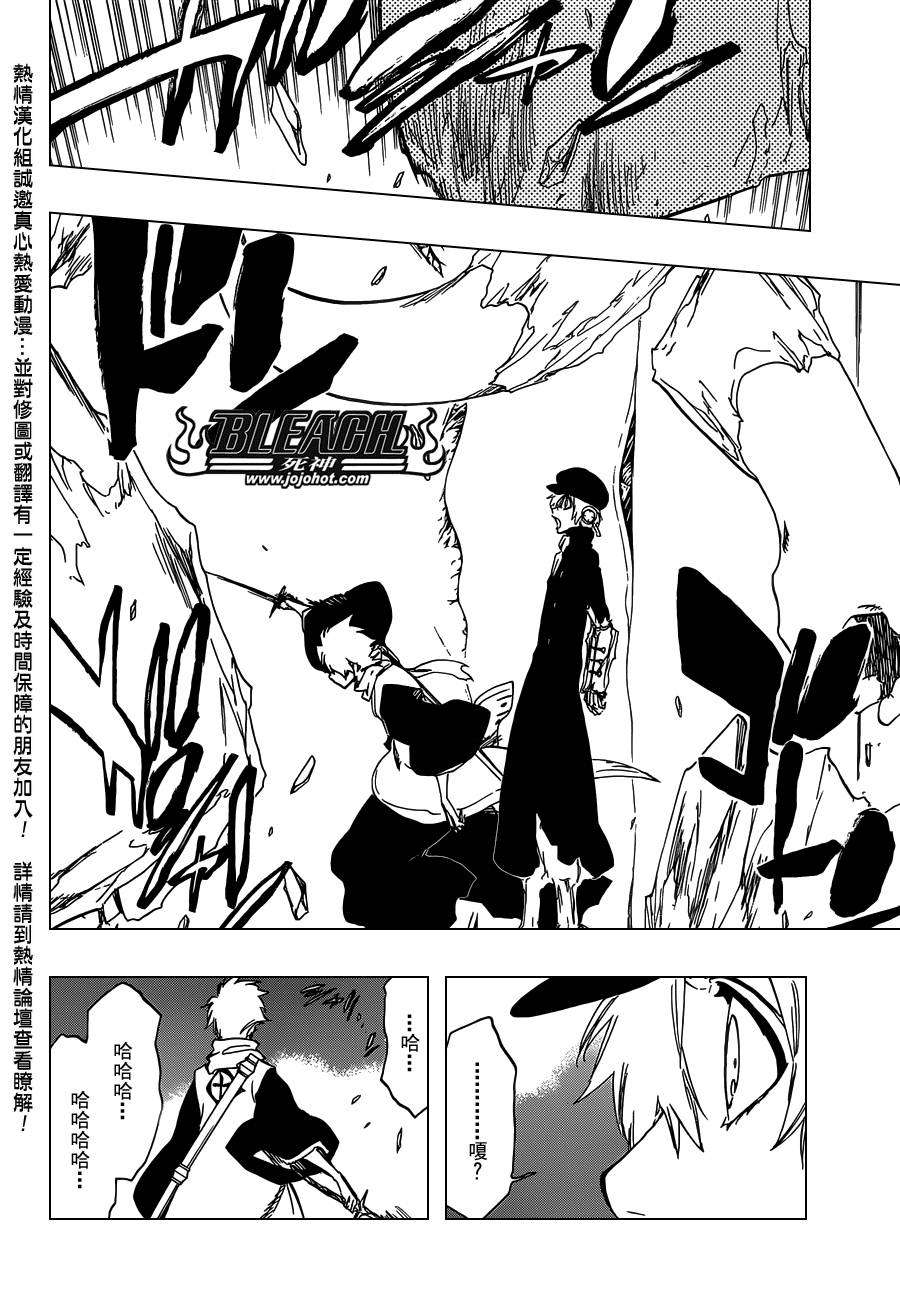 熱情漢化組誠邀真心熱愛動漫…並對修圖或翻譯有一定經驗及時間保障的朋友加入！ 詳情請到熱情論壇查看瞭解！
BLEACH
死神
www.jojohot.com
…………嗄？
…哈…
哈哈哈…
哈哈哈哈…